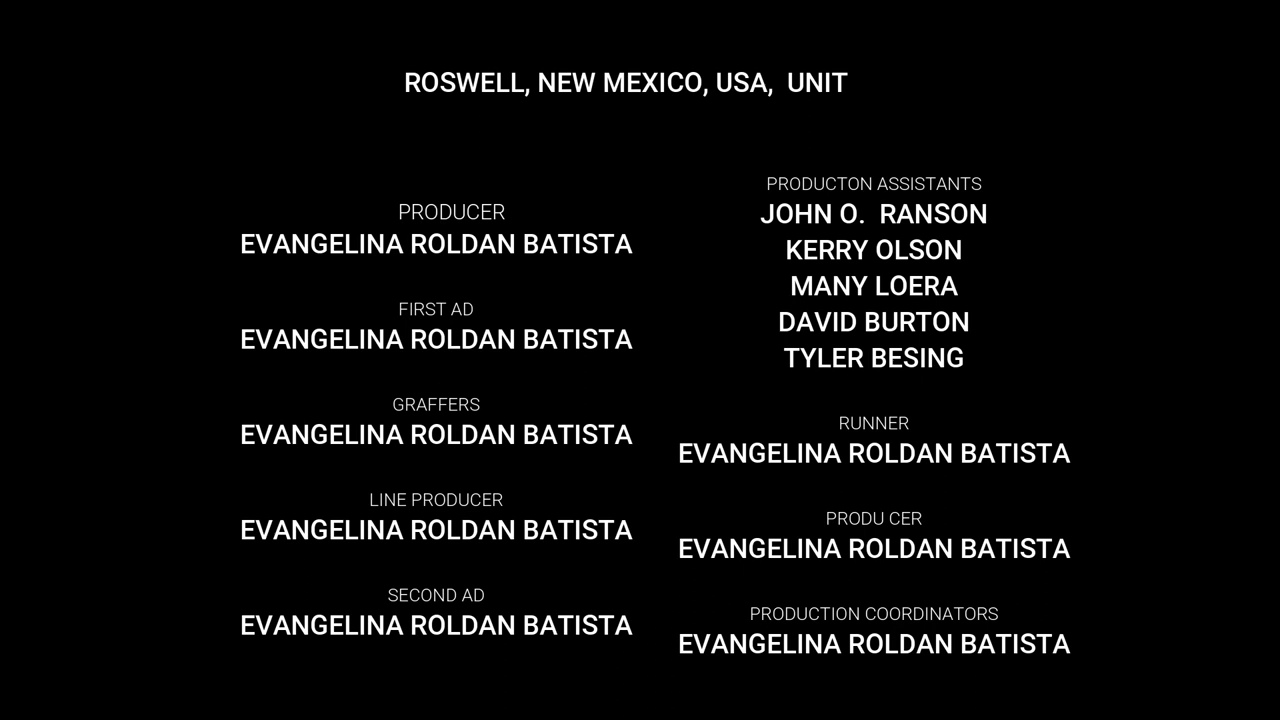 ROSWELL, NEW MEXICO, USA,  UNIT
PRODUCER
EVANGELINA ROLDAN BATISTA
FIRST AD
EVANGELINA ROLDAN BATISTA
GRAFFERS
EVANGELINA ROLDAN BATISTA
LINE PRODUCER
EVANGELINA ROLDAN BATISTA
SECOND AD
EVANGELINA ROLDAN BATISTA
PRODUCTON ASSISTANTS
JOHN O.  RANSON
KERRY OLSON
MANY LOERA
DAVID BURTON
TYLER BESING
RUNNER
EVANGELINA ROLDAN BATISTA
PRODU CER
EVANGELINA ROLDAN BATISTA
PRODUCTION COORDINATORS
EVANGELINA ROLDAN BATISTA